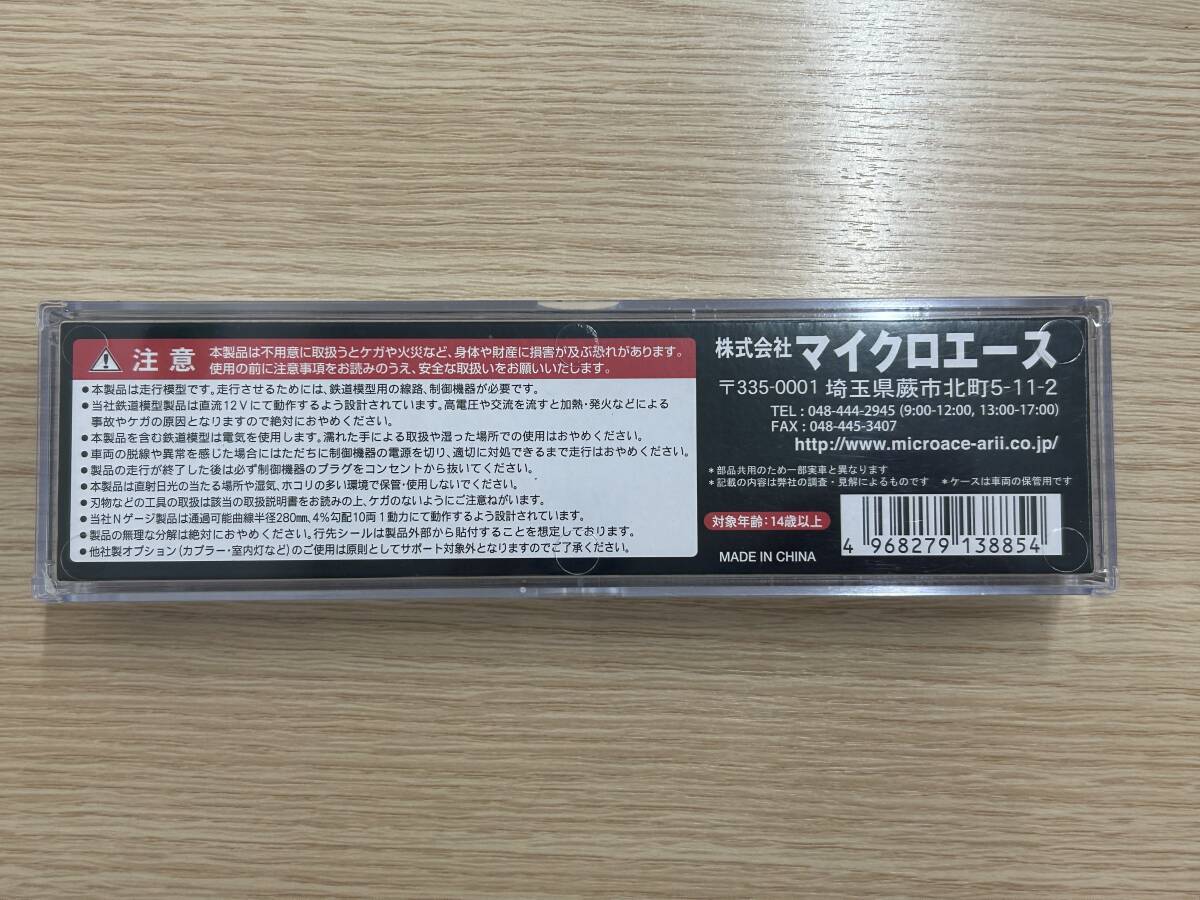 注意
本製品は不用意に取扱うとケガや火災など、身体や財産に損害が及ぶ恐れがあります。
使用の前に注意事項をお読みのうえ、安全な取扱いをお願いいたします。
●本製品は走行模型です。走行させるためには、鉄道模型用の線路、制御機器が必要です。
●当社鉄道模型製品は直流12Vにて動作するよう設計されています。高電圧や交流を流すと加熱・発火などによる
事故やケガの原因となりますので絶対におやめください。
●本製品を含む鉄道模型は電気を使用します。濡れた手による取扱や湿った場所での使用はおやめください。
●車両の脱線や異常を感じた場合にはただちに制御機器の電源を切り、適切に対処できるまで走行はおやめください。
●製品の走行が終了した後は必ず制御機器のプラグをコンセントから抜いてください。
●本製品は直射日光の当たる場所や湿気、ホコリの多い環境で保管・使用しないでください。
●刃物などの工具の取扱は該当の取扱説明書をお読みの上、ケガのないようにご注意ねがいます。
●当社Nゲージ製品は通過可能曲線半径280mm、4%勾配10両1動力にて動作するよう設計されています。
●製品の無理な分解は絶対におやめください。行先シールは製品外部から貼付することを想定しております。
●他社製オプション(カプラー・室内灯など)のご使用は原則としてサポート対象外となりますのでご了承ください。
株式会社 マイクロエース
〒335-0001 埼玉県蕨市北町5-11-2
TEL : 048-444-2945 (9:00-12:00, 13:00-17:00)
FAX : 048-445-3407
http://www.microace-arii.co.jp/
*部品共用のため一部実車と異なります
*記載の内容は弊社の調査・見解によるものです *ケースは車両の保管用です
対象年齢:14歳以上
MADE IN CHINA
4 968279 138854